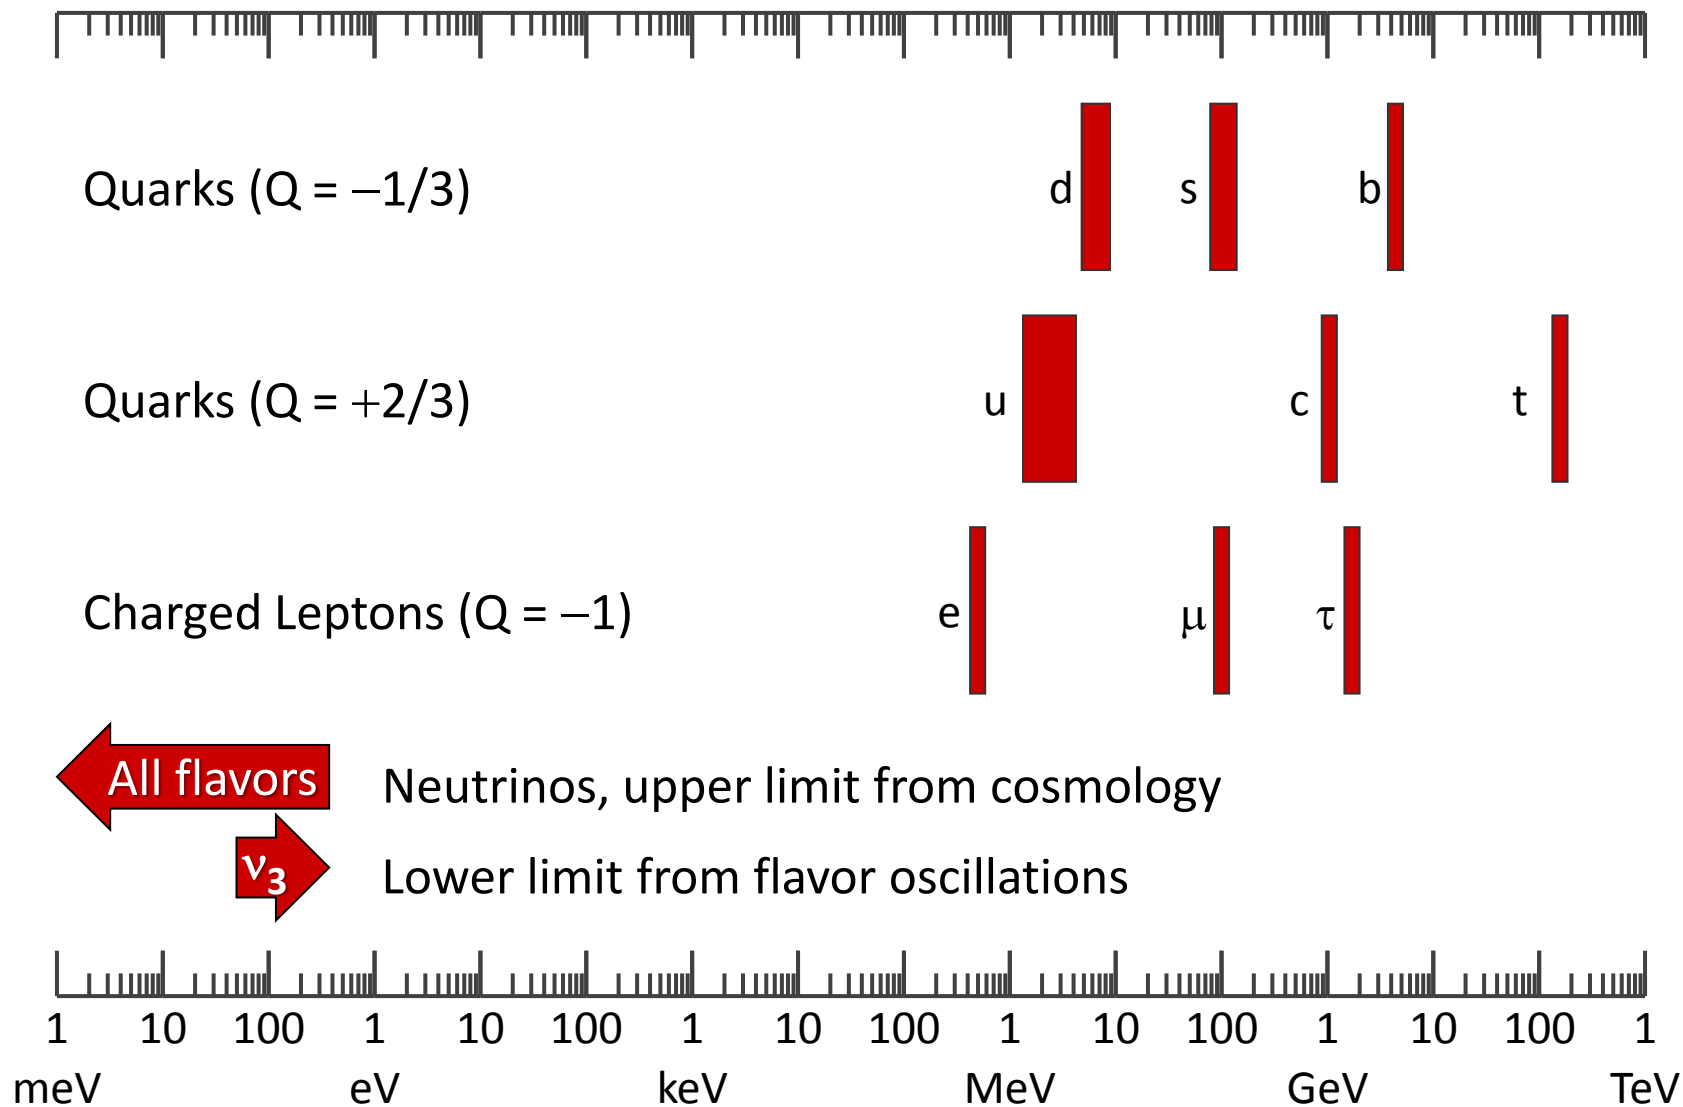 Quarks (Q = −1/3) d s b
Quarks (Q = +2/3) u c t
Charged Leptons (Q = −1) e μ τ
All flavors Neutrinos, upper limit from cosmology
ν3 Lower limit from flavor oscillations
1 10 100 1 10 100 1 10 100 1 10 100 1 10 100 1
meV eV keV MeV GeV TeV